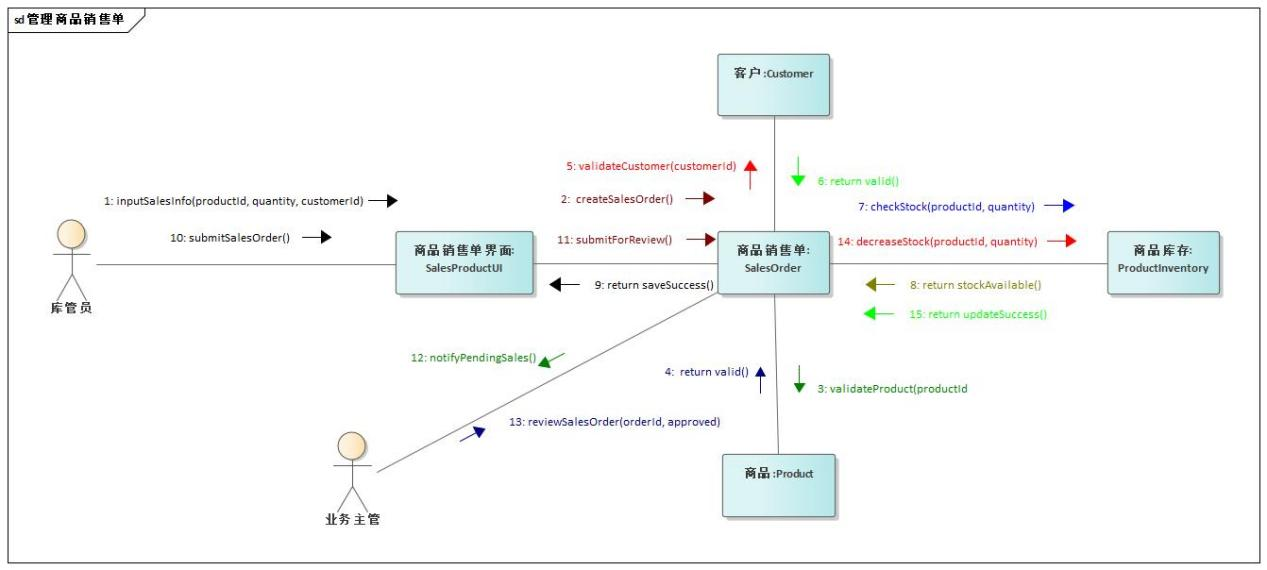 sd 管理商品销售单
客户 :Customer
5: validateCustomer(customerId)
6: return valid()
1: inputSalesInfo(productId, quantity, customerId)
2: createSalesOrder()
7: checkStock(productId, quantity)
10: submitSalesOrder()
11: submitForReview()
14: decreaseStock(productId, quantity)
商品销售单界面:
SalesProductUI
商品销售单:
SalesOrder
商品库存:
ProductInventory
9: return saveSuccess()
8: return stockAvailable()
库管员
15: return updateSuccess()
12: notifyPendingSales()
4: return valid()
3: validateProduct(productId
13: reviewSalesOrder(orderId, approved)
商品 :Product
业务主管